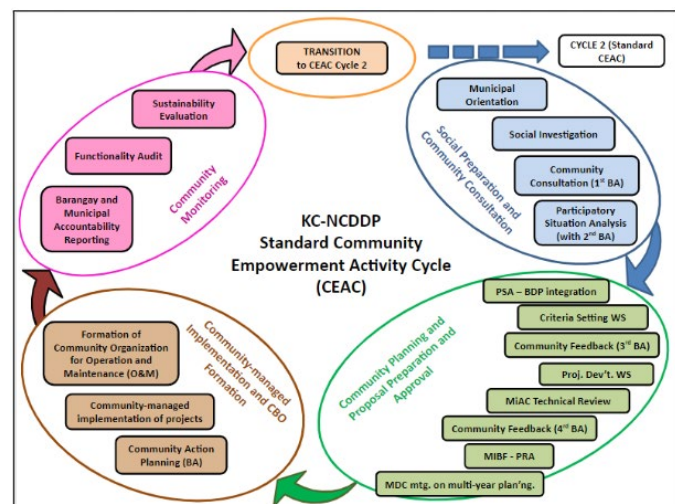 TRANSITION
to CEAC Cycle 2
CYCLE 2 (Standard
CEAC)
Municipal
Orientation
Social Investigation
Community
Consultation (1st BA)
Participatory
Situation Analysis
(with 2nd BA)
Social Preparation and
Community Consultation
PSA – BDP integration
Criteria Setting WS
Community Feedback (3rd BA)
Proj. Dev't. WS
MiAC Technical Review
Community Feedback (4rd BA)
MIBF - PRA
MDC mtg. on multi-year plan'ng.
Community Planning and
Proposal Preparation and
Approval
Community-managed
Implementation and CBO
Formation
Formation of
Community Organization
for Operation and
Maintenance (O&M)
Community-managed
implementation of projects
Community Action
Planning (BA)
Sustainability
Evaluation
Functionality Audit
Barangay and
Municipal
Accountability
Reporting
Community
Monitoring
KC-NCDDP
Standard Community
Empowerment Activity Cycle
(CEAC)